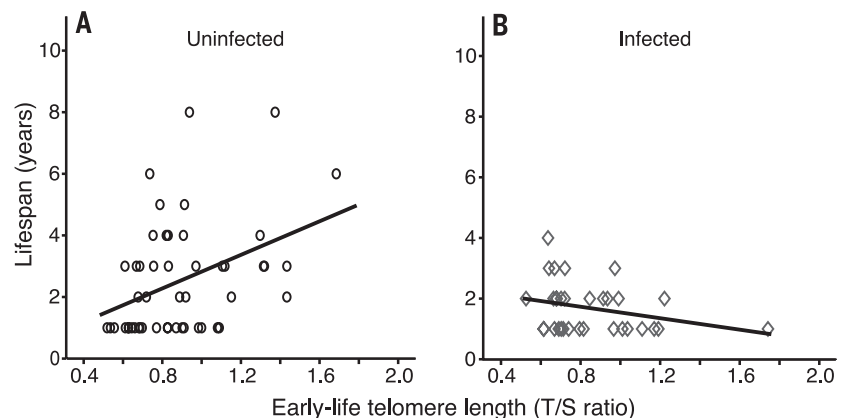 A
Uninfected
B
Infected
10
8
6
4
2
0
10
8
6
4
2
0
Lifespan (years)
0.4 0.8 1.2 1.6 2.0
0.4 0.8 1.2 1.6 2.0
Early-life telomere length (T/S ratio)